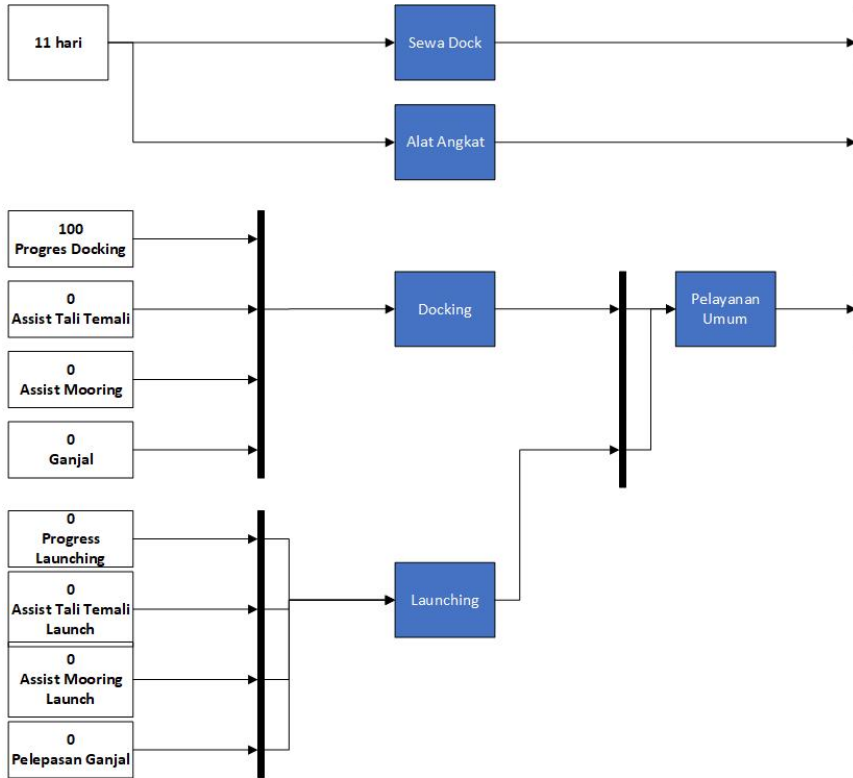 11 hari
Sewa Dock
Alat Angkat
100
Progres Docking
0
Assist Tali Temali
0
Assist Mooring
0
Ganjal
Docking
Pelayanan
Umum
0
Progress
Launching
0
Assist Tali Temali
Launch
0
Assist Mooring
Launch
0
Pelepasan Ganjal
Launching